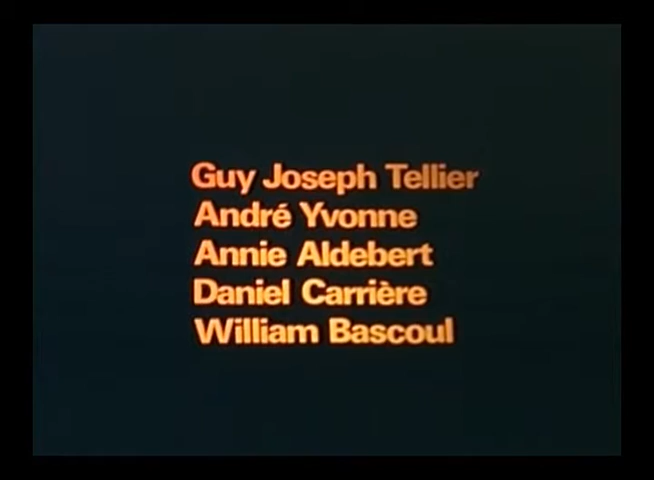 Guy Joseph Tellier
André Yvonne
Annie Aldebert
Daniel Carrière
William Bascoul